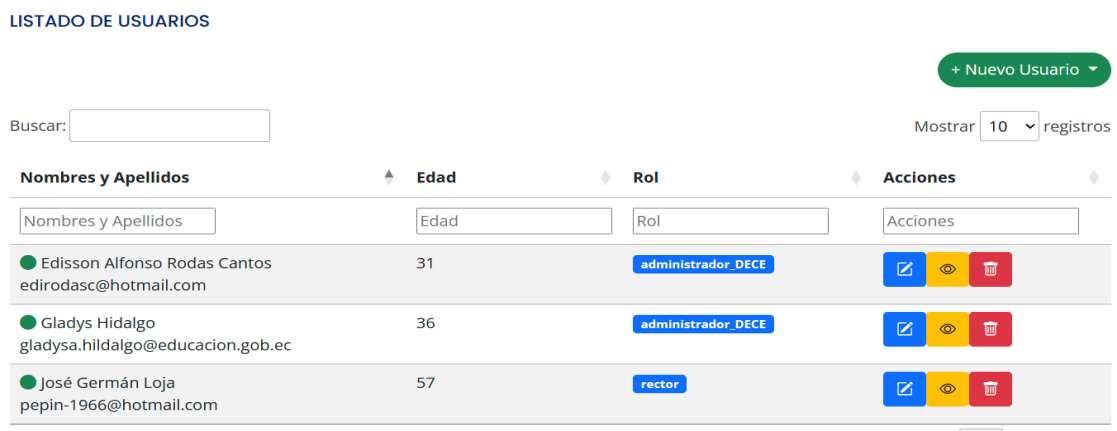 LISTADO DE USUARIOS
+ Nuevo Usuario
Buscar:
Mostrar 10 registros
Nombres y Apellidos Edad Rol Acciones
Nombres y Apellidos Edad Rol Acciones
Edisson Alfonso Rodas Cantos 31 administrador_DECE
edirodasc@hotmail.com
Gladys Hidalgo 36 administrador_DECE
gladysa.hildalgo@educacion.gob.ec
José Germán Loja 57 rector
pepin-1966@hotmail.com